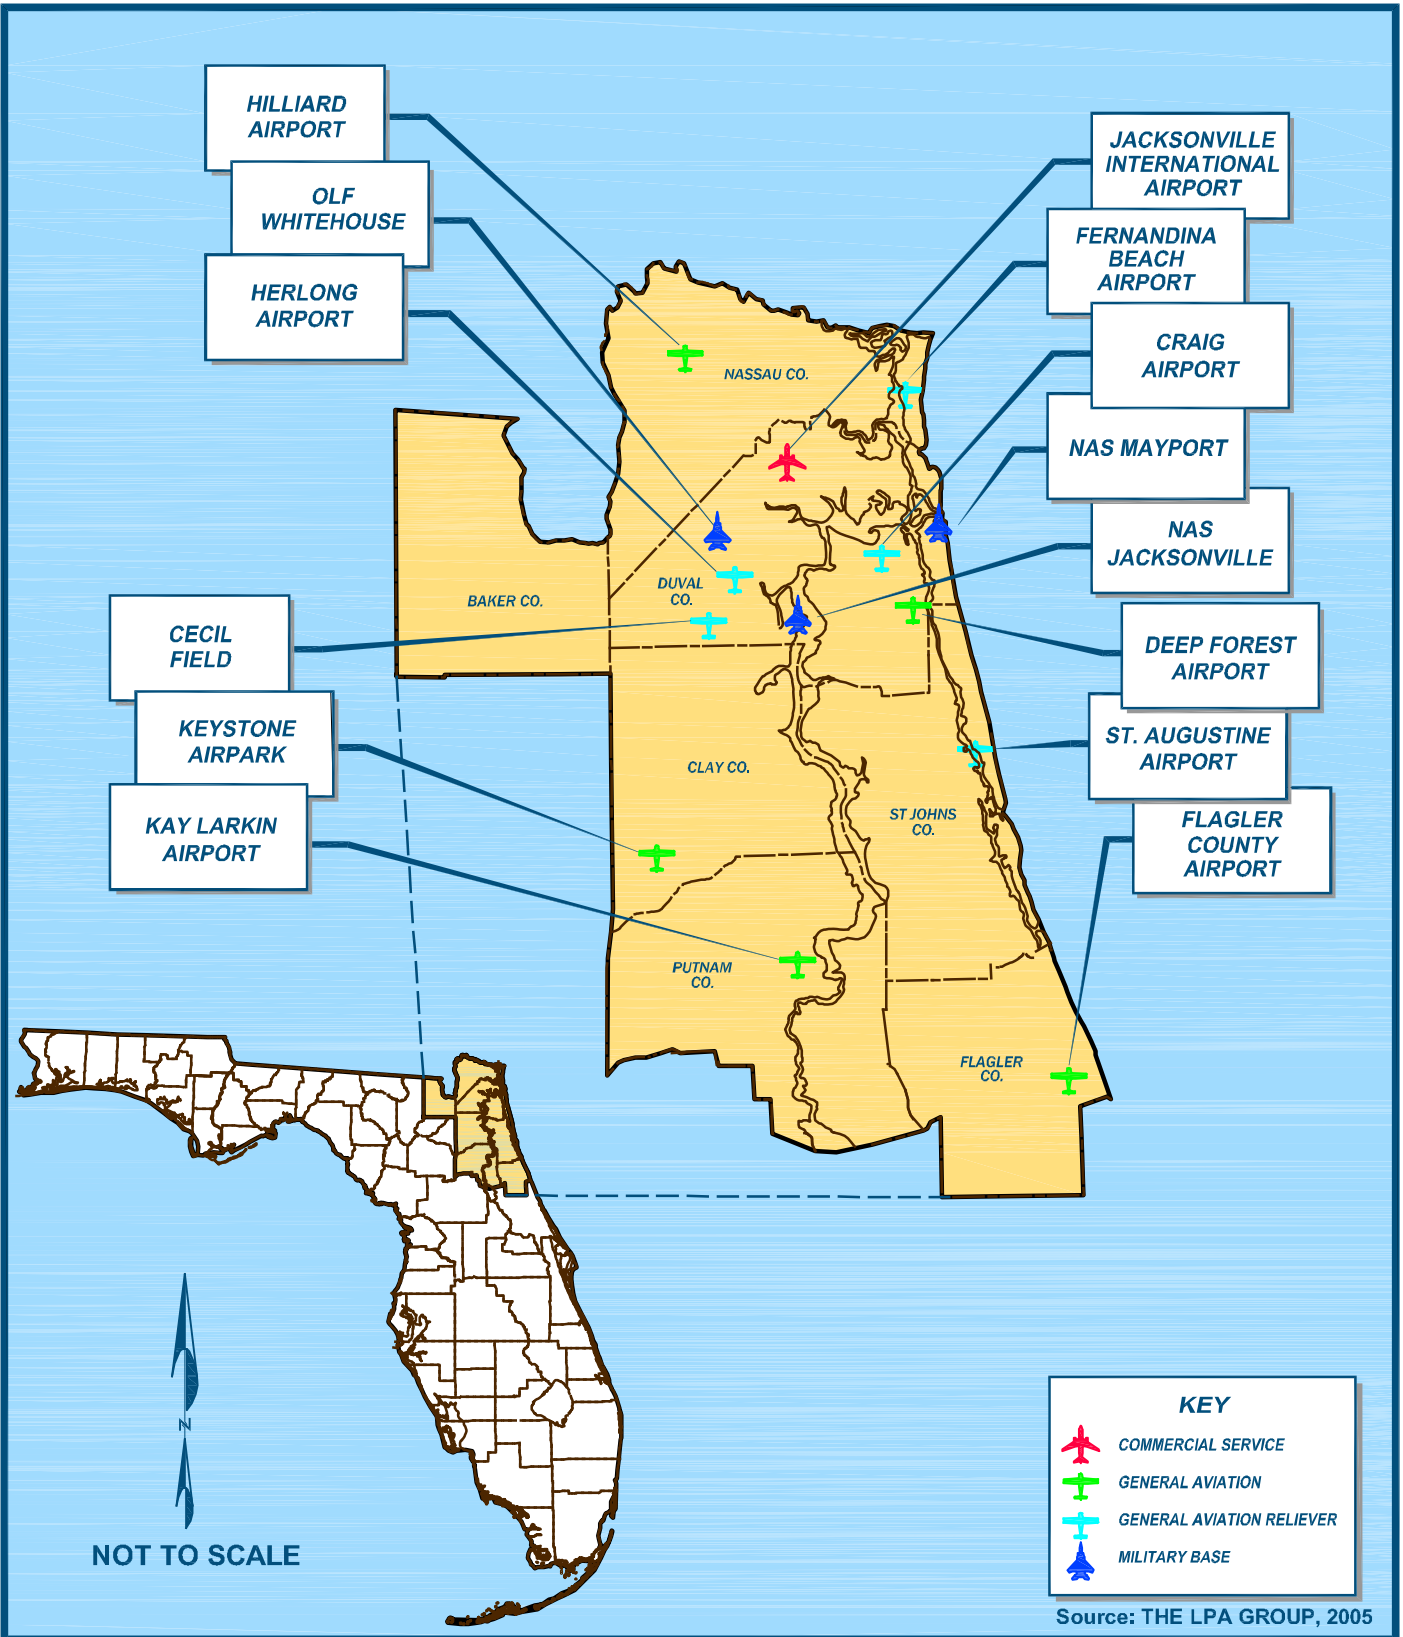 HILLIARD
AIRPORT
OLF
WHITEHOUSE
HERLONG
AIRPORT
JACKSONVILLE
INTERNATIONAL
AIRPORT
FERNANDINA
BEACH
AIRPORT
CRAIG
AIRPORT
NAS MAYPORT
NAS
JACKSONVILLE
DEEP FOREST
AIRPORT
ST. AUGUSTINE
AIRPORT
FLAGLER
COUNTY
AIRPORT
CECIL
FIELD
KEYSTONE
AIRPARK
KAY LARKIN
AIRPORT
NASSAU CO.
BAKER CO.
DUVAL
CO.
CLAY CO.
ST JOHNS
CO.
PUTNAM
CO.
FLAGLER
CO.
N
NOT TO SCALE
KEY
COMMERCIAL SERVICE
GENERAL AVIATION
GENERAL AVIATION RELIEVER
MILITARY BASE
Source: THE LPA GROUP, 2005